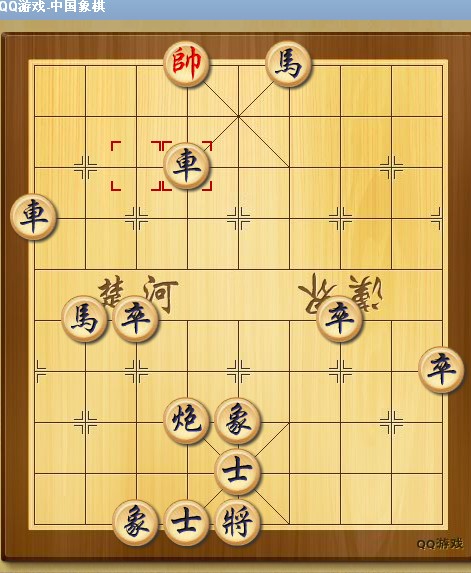 QQ游戏-中国象棋
帥 馬
車
車
楚 河 漢 界
馬 卒 卒
卒
炮 象
士
象 士 將
QQ游戏